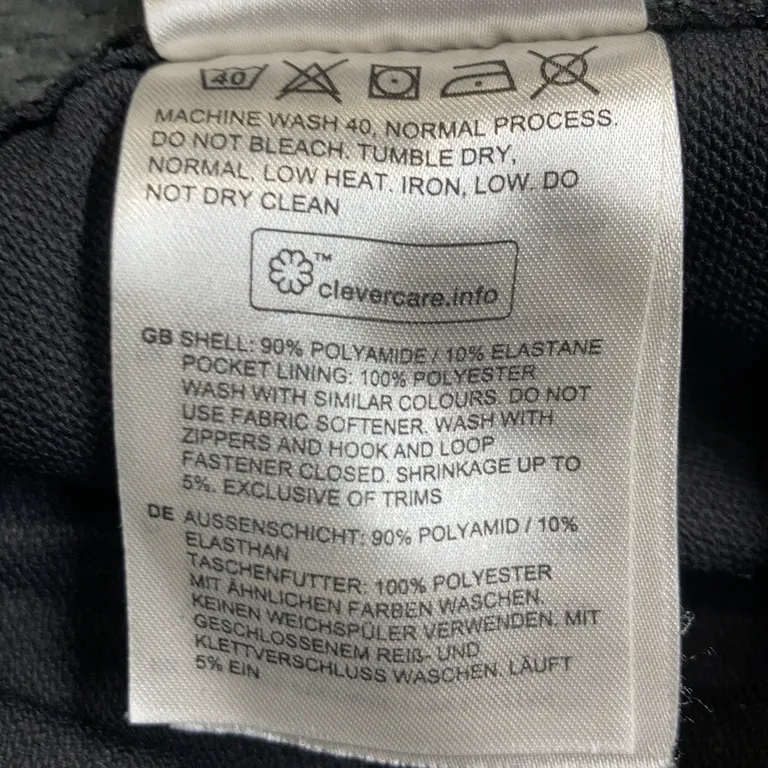 40
MACHINE WASH 40, NORMAL PROCESS.
DO NOT BLEACH. TUMBLE DRY,
NORMAL, LOW HEAT. IRON, LOW. DO
NOT DRY CLEAN
™
clevercare.info
GB SHELL: 90% POLYAMIDE / 10% ELASTANE
POCKET LINING: 100% POLYESTER
WASH WITH SIMILAR COLOURS. DO NOT
USE FABRIC SOFTENER. WASH WITH
ZIPPERS AND HOOK AND LOOP
FASTENER CLOSED. SHRINKAGE UP TO
5%. EXCLUSIVE OF TRIMS
DE AUSSENSCHICHT: 90% POLYAMID / 10%
ELASTHAN
TASCHENFUTTER: 100% POLYESTER
MIT ÄHNLICHEN FARBEN WASCHEN.
KEINEN WEICHSPÜLER VERWENDEN. MIT
GESCHLOSSENEM REIß- UND
KLETTVERSCHLUSS WASCHEN. LÄUFT
5% EIN